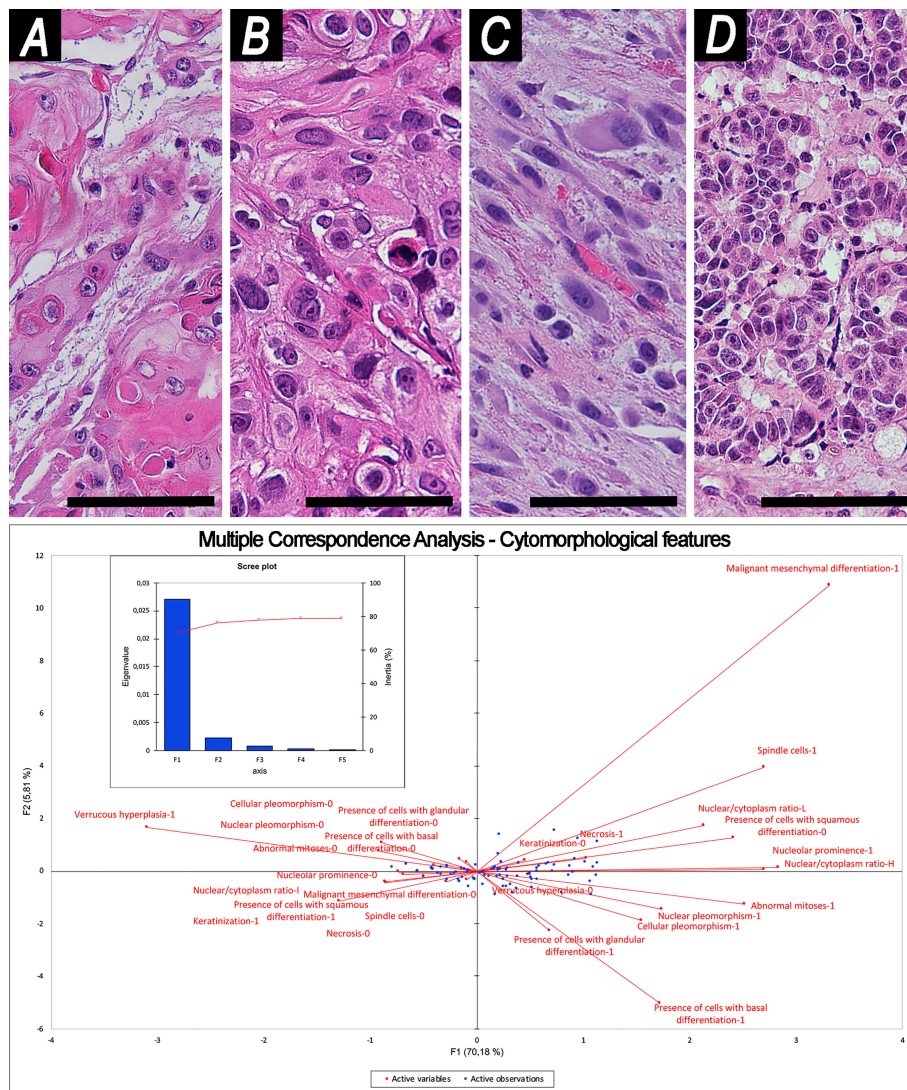 A
B
C
D
Multiple Correspondence Analysis - Cytomorphological features
Scree plot
0,03
0,025
0,02
0,015
0,01
0,005
0
100
80
60
40
20
0
Eigenvalue
Inertia (%)
F1
F2
F3
F4
F5
axis
12
10
8
6
4
2
0
-2
-4
-6
F2 (5,81 %)
Malignant mesenchymal differentiation-1
Spindle cells-1
Verrucous hyperplasia-1
Cellular pleomorphism-0
Presence of cells with glandular
differentiation-0
Nuclear pleomorphism-0
Presence of cells with basal
differentiation-0
Abnormal mitoses-0
Nucleolar prominence-0
Nuclear/cytoplasm ratio-I
Malignant mesenchymal differentiation-0
Presence of cells with squamous
differentiation-1
Spindle cells-0
Keratinization-1
Necrosis-0
Nuclear/cytoplasm ratio-L
Presence of cells with squamous
differentiation-0
Necrosis-1
Keratinization-0
Nucleolar prominence-1
Nuclear/cytoplasm ratio-H
Verrucous hyperplasia-0
Abnormal mitoses-1
Nuclear pleomorphism-1
Cellular pleomorphism-1
Presence of cells with glandular
differentiation-1
Presence of cells with basal
differentiation-1
-4
-3
-2
-1
0
1
2
3
4
F1 (70,18 %)
Active variables
Active observations